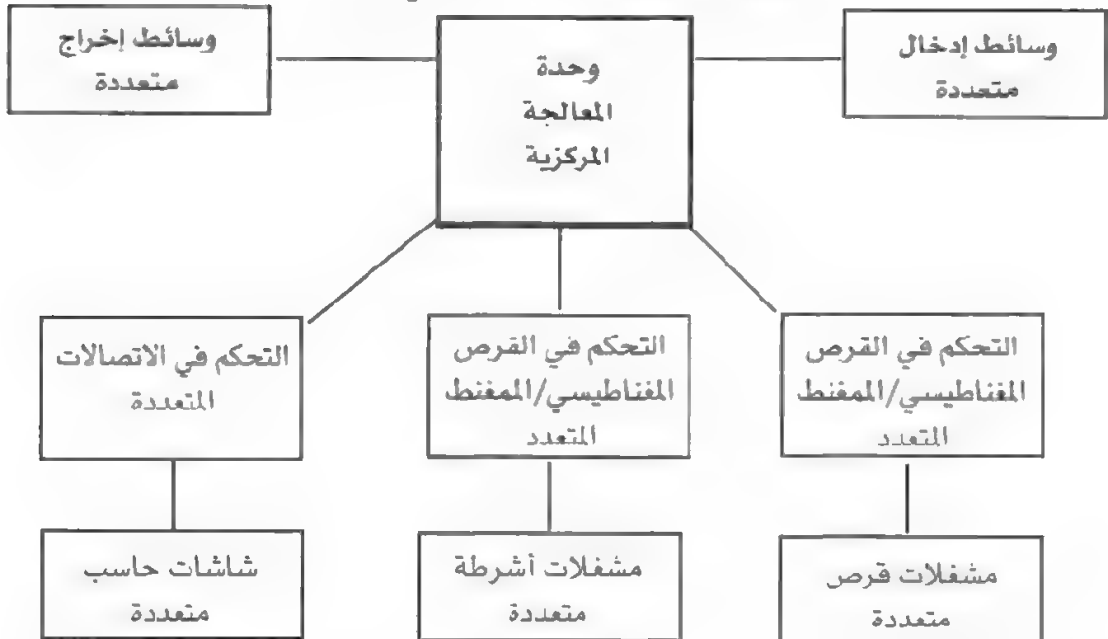 وسائط إدخال
متعددة
وحدة
المعالجة
المركزية
وسائط إخراج
متعددة
التحكم في القرص
المغناطيسي/الممغنط
المتعدد
التحكم في القرص
المغناطيسي/الممغنط
المتعدد
التحكم في الاتصالات
المتعددة
مشغلات قرص
متعددة
مشغلات أشرطة
متعددة
شاشات حاسب
متعددة